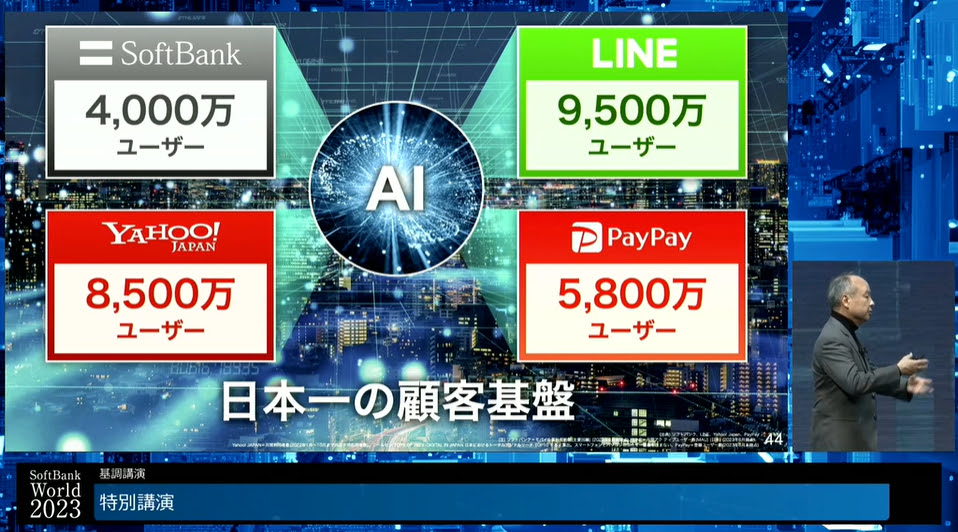 SoftBank
4,000万
ユーザー
LINE
9,500万
ユーザー
AI
YAHOO!
JAPAN
8,500万
ユーザー
PayPay
5,800万
ユーザー
日本一の顧客基盤
44
SoftBank
World
2023
基調講演
特別講演